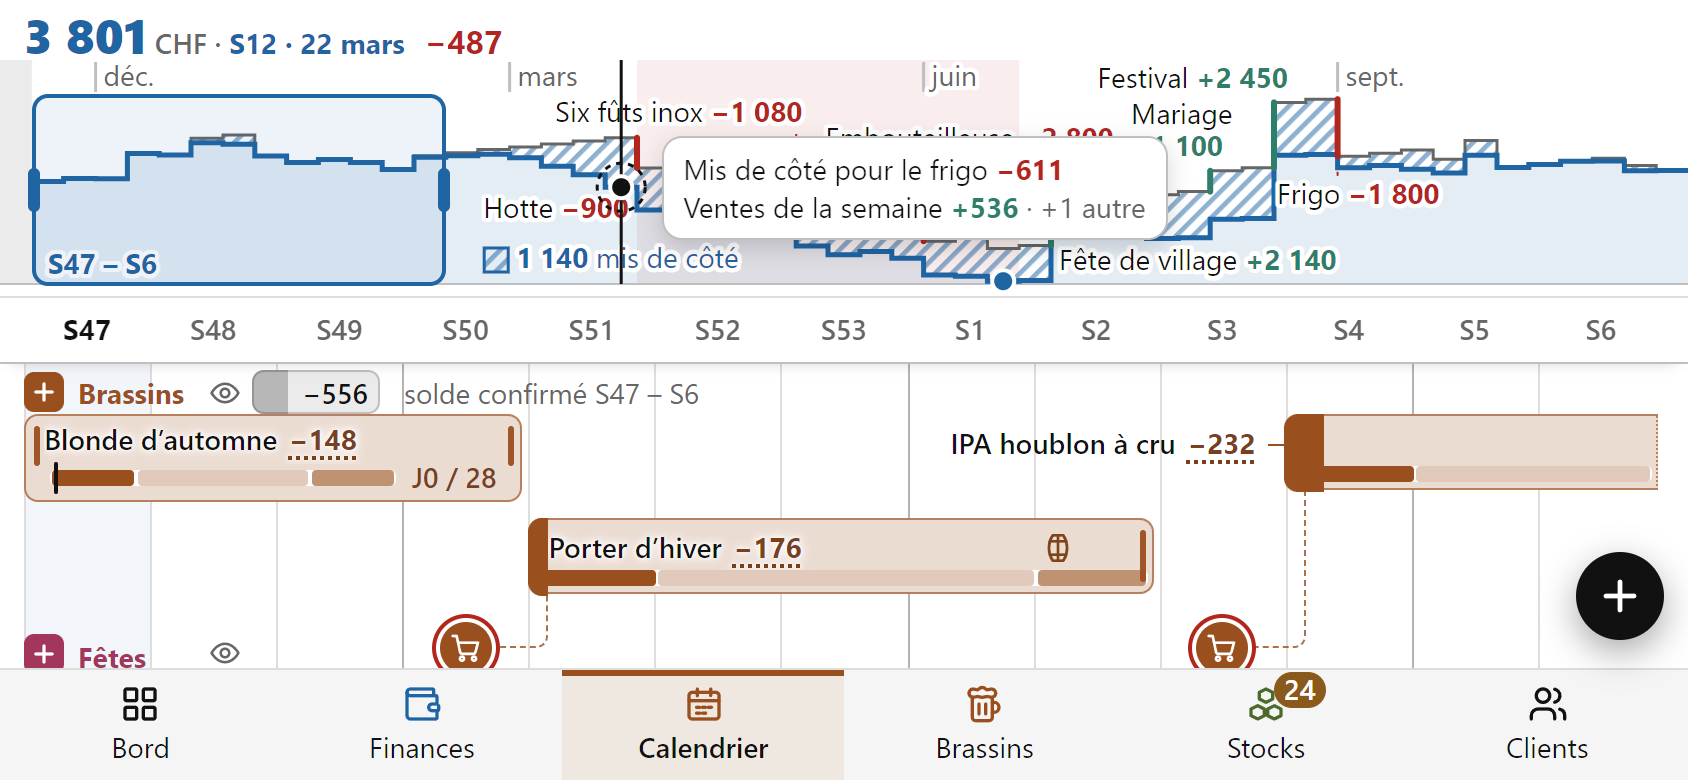 3 801 CHF · S12 · 22 mars −487
déc.
mars
juin
sept.
Festival +2 450
Six fûts inox −1 080
Mariage
100
Mis de côté pour le frigo −611
Ventes de la semaine +536 · +1 autre
Hotte −900
Frigo −1 800
S47 – S6
1 140 mis de côté
Fête de village +2 140
S47 S48 S49 S50 S51 S52 S53 S1 S2 S3 S4 S5 S6
Brassins −556 solde confirmé S47 – S6
Blonde d’automne −148
J0 / 28
IPA houblon à cru −232
Porter d’hiver −176
Fêtes
24
Bord Finances Calendrier Brassins Stocks Clients